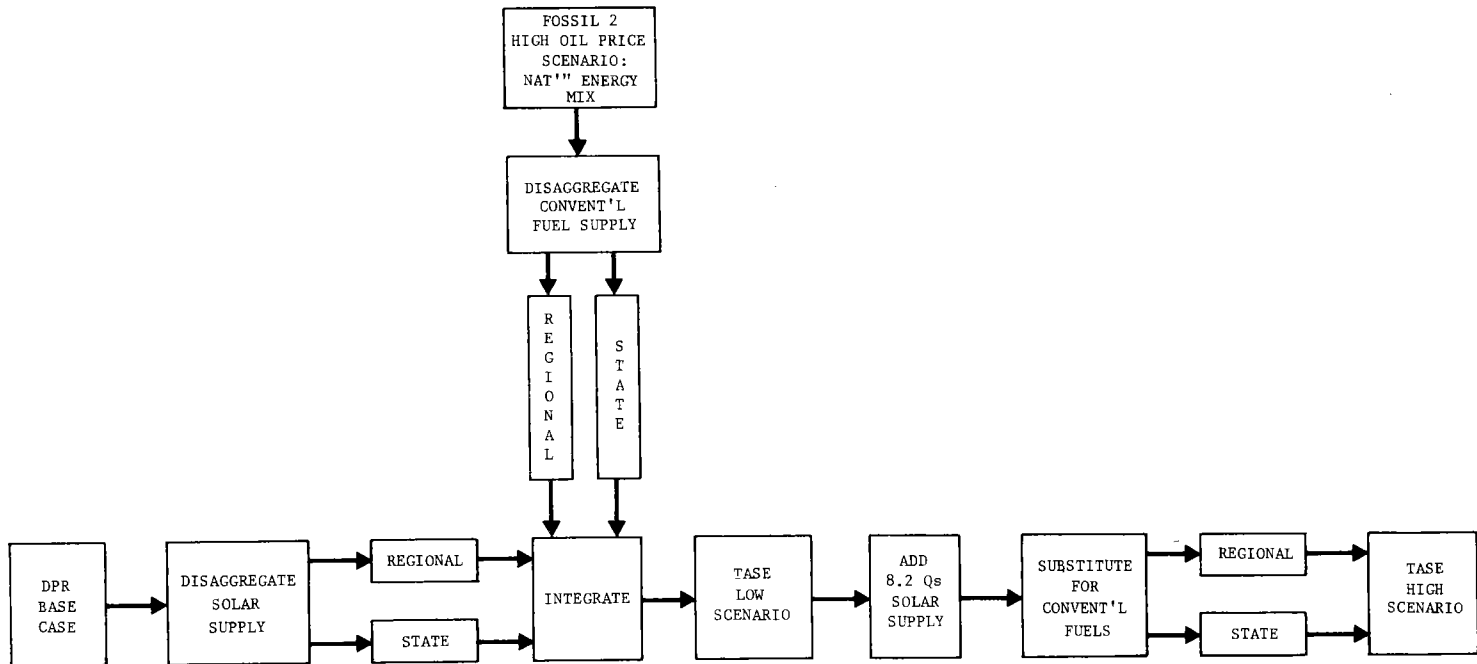 FOSSIL 2
HIGH OIL PRICE
SCENARIO:
NAT'" ENERGY
MIX
DISAGGREGATE
CONVENT'L
FUEL SUPPLY
REGIONAL
STATE
DPR
BASE
CASE
DISAGGREGATE
SOLAR
SUPPLY
REGIONAL
STATE
INTEGRATE
TASE
LOW
SCENARIO
ADD
8.2 Qs
SOLAR
SUPPLY
SUBSTITUTE
FOR
CONVENT'L
FUELS
REGIONAL
STATE
TASE
HIGH
SCENARIO